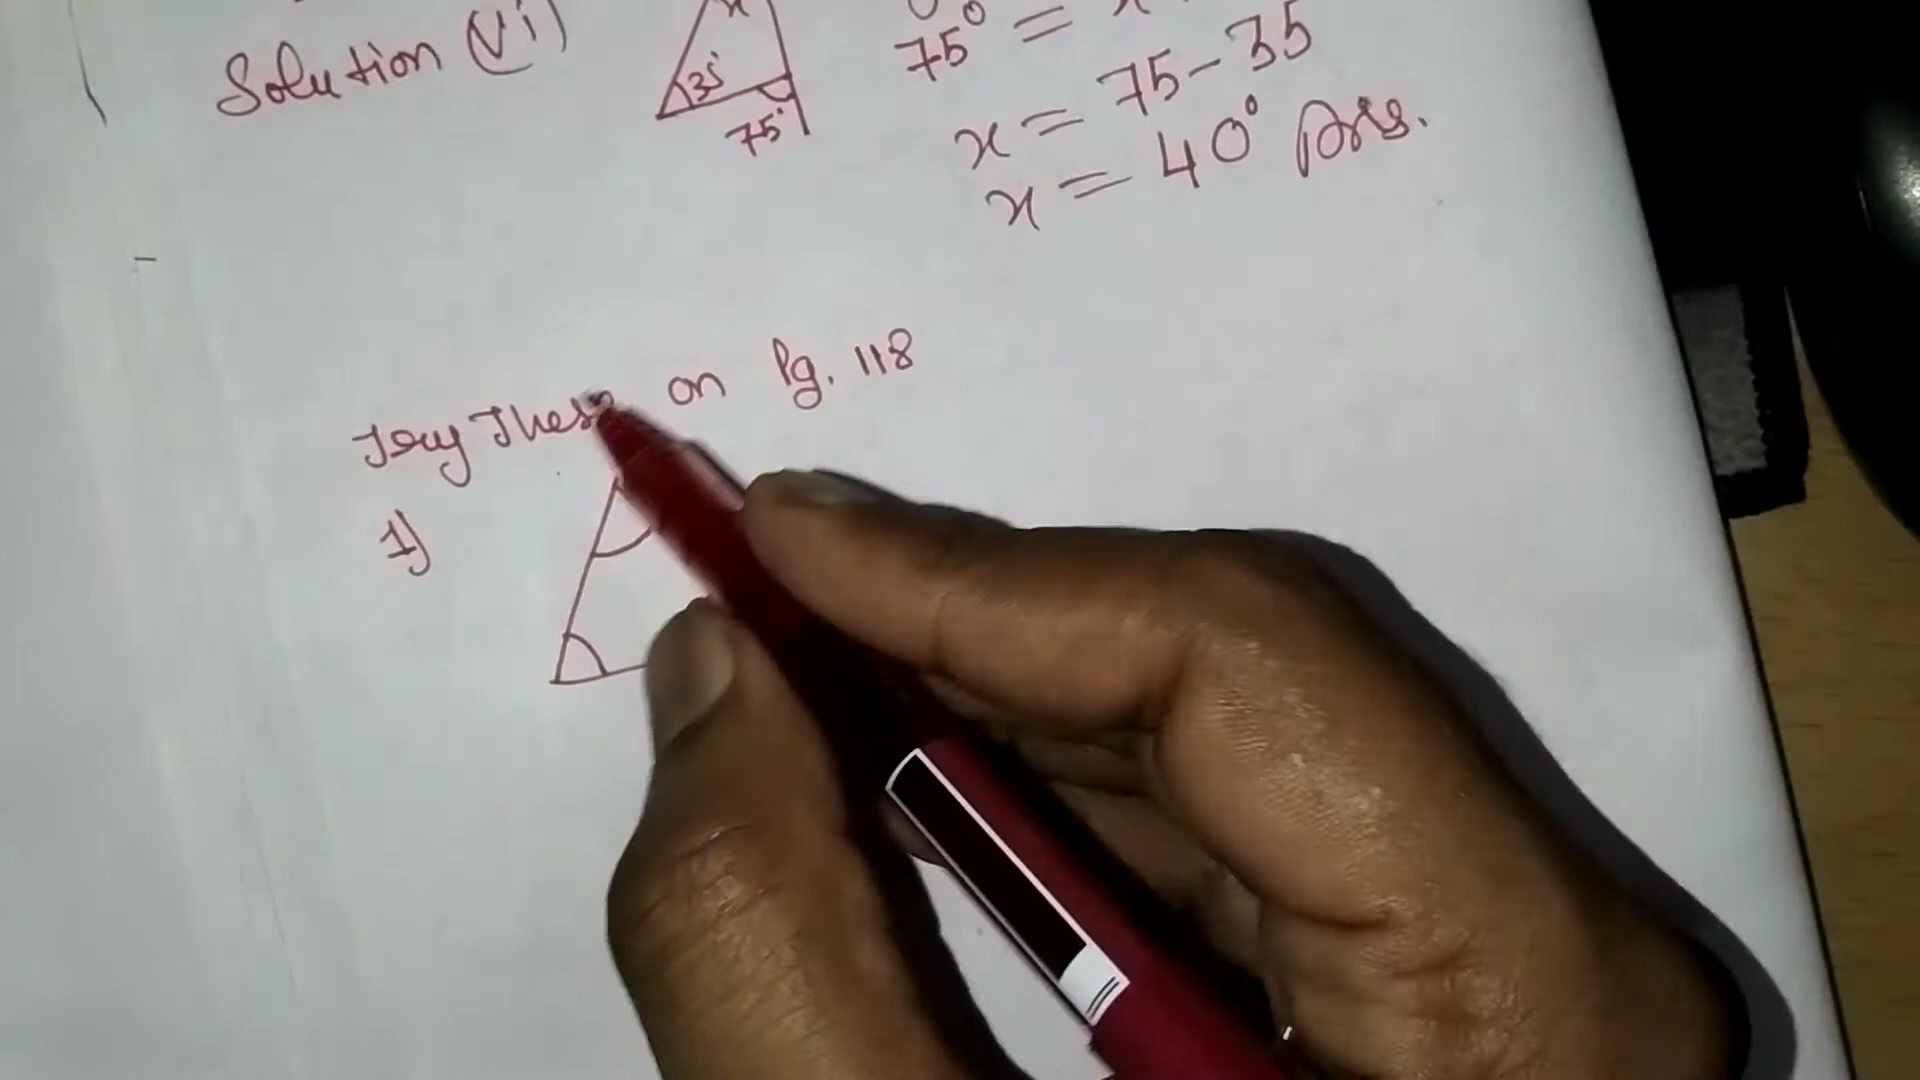 Solution (vi)
x
35°
75°
75° = x
x = 75-35
x = 40° Ans.
Try These on Pg. 118
1)